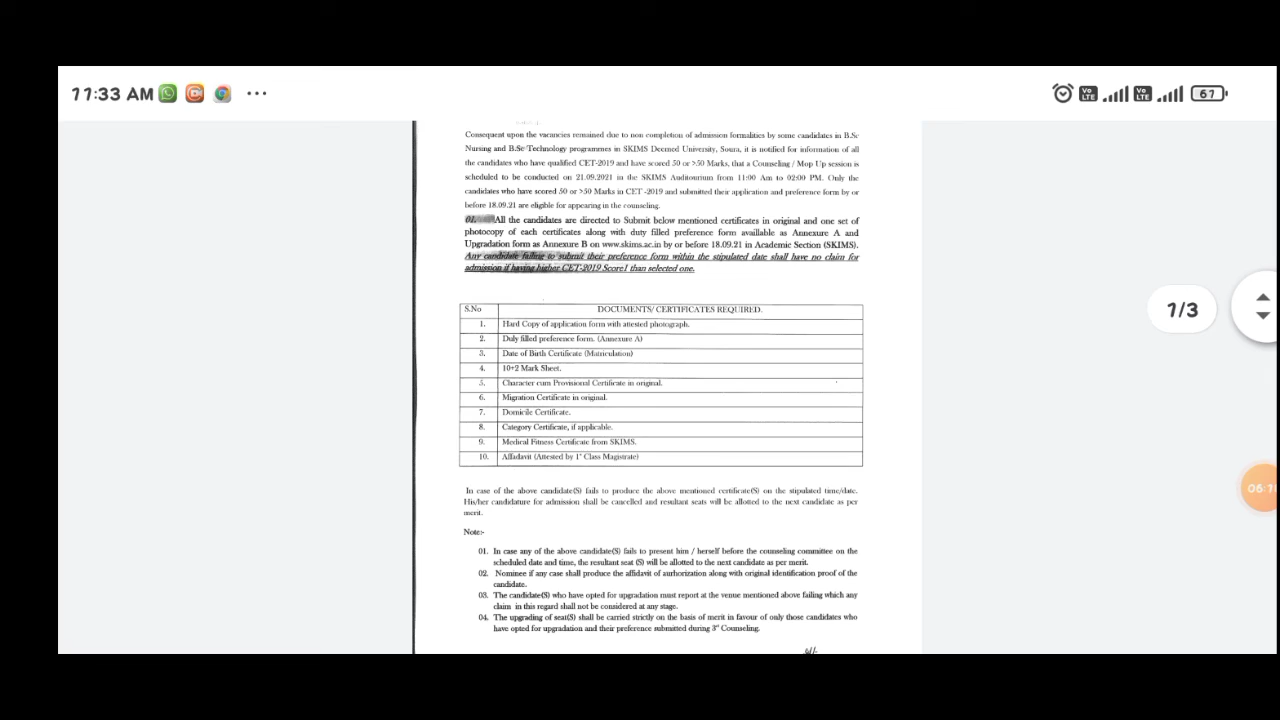 11:33 AM ...
Vo LTE Vo LTE 67
Consequent upon the vacancies remained due to non completion of admission formalities by some candidates in B.Sc
Nursing and B.Sc Technology programmes in SKIMS Deemed University, Soura, it is notified for information of all
the candidates who have qualified CET-2019 and have scored 50 or >50 Marks, that a Counseling / Mop Up session is
scheduled to be conducted on 21.09.2021 in the SKIMS Auditourium from 11:00 Am to 02:00 PM. Only the
candidates who have scored 50 or >50 Marks in CET -2019 and submitted their application and preference form by or
before 18.09.21 are eligible for appearing in the counseling.
01. All the candidates are directed to Submit below mentioned certificates in original and one set of
photocopy of each certificates along with duty filled preference form availlable as Annexure A and
Upgradation form as Annexure B on www.skims.ac.in by or before 18.09.21 in Academic Section (SKIMS).
Any candidate failing to submit their preference form within the stipulated date shall have no claim for
admission if having higher CET-2019 Score1 than selected one.
S.No DOCUMENTS/ CERTIFICATES REQUIRED.
1. Hard Copy of application form with attested photograph.
2. Duly filled preference form. (Annexure A)
3. Date of Birth Certificate (Matriculation)
4. 10+2 Mark Sheet.
5. Character cum Provisional Certificate in original.
6. Migration Certificate in original.
7. Domicile Certificate.
8. Category Certificate, if applicable.
9. Medical Fitness Certificate from SKIMS.
10. Affadavit (Attested by 1" Class Magistrate)
1/3
In case of the above candidate(S) fails to produce the above mentioned certificate(S) on the stipulated time/date.
His/her candidature for admission shall be cancelled and resultant seats will be allotted to the next candidate as per
merit.
Note:-
01. In case any of the above candidate(S) fails to present him / herself before the counseling committee on the
scheduled date and time, the resultant seat (S) will be allotted to the next candidate as per merit.
02. Nominee if any case shall produce the affidavit of aurhorization along with original identification proof of the
candidate.
03. The candidate(S) who have opted for upgradation must report at the venue mentioned above failing which any
claim in this regard shall not be considered at any stage.
04. The upgrading of seat(S) shall be carried strictly on the basis of merit in favour of only those candidates who
have opted for upgradation and their preference submitted during 3rd Counseling.